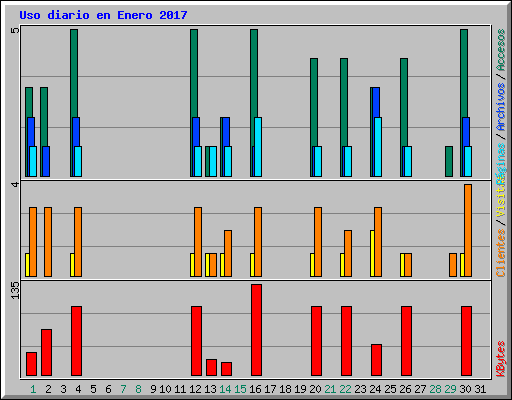 Uso diario en Enero 2017
5
4
135
Accesos / Archivos / Páginas
Visitas / Clientes
KBytes
1 2 3 4 5 6 7 8 9 10 11 12 13 14 15 16 17 18 19 20 21 22 23 24 25 26 27 28 29 30 31